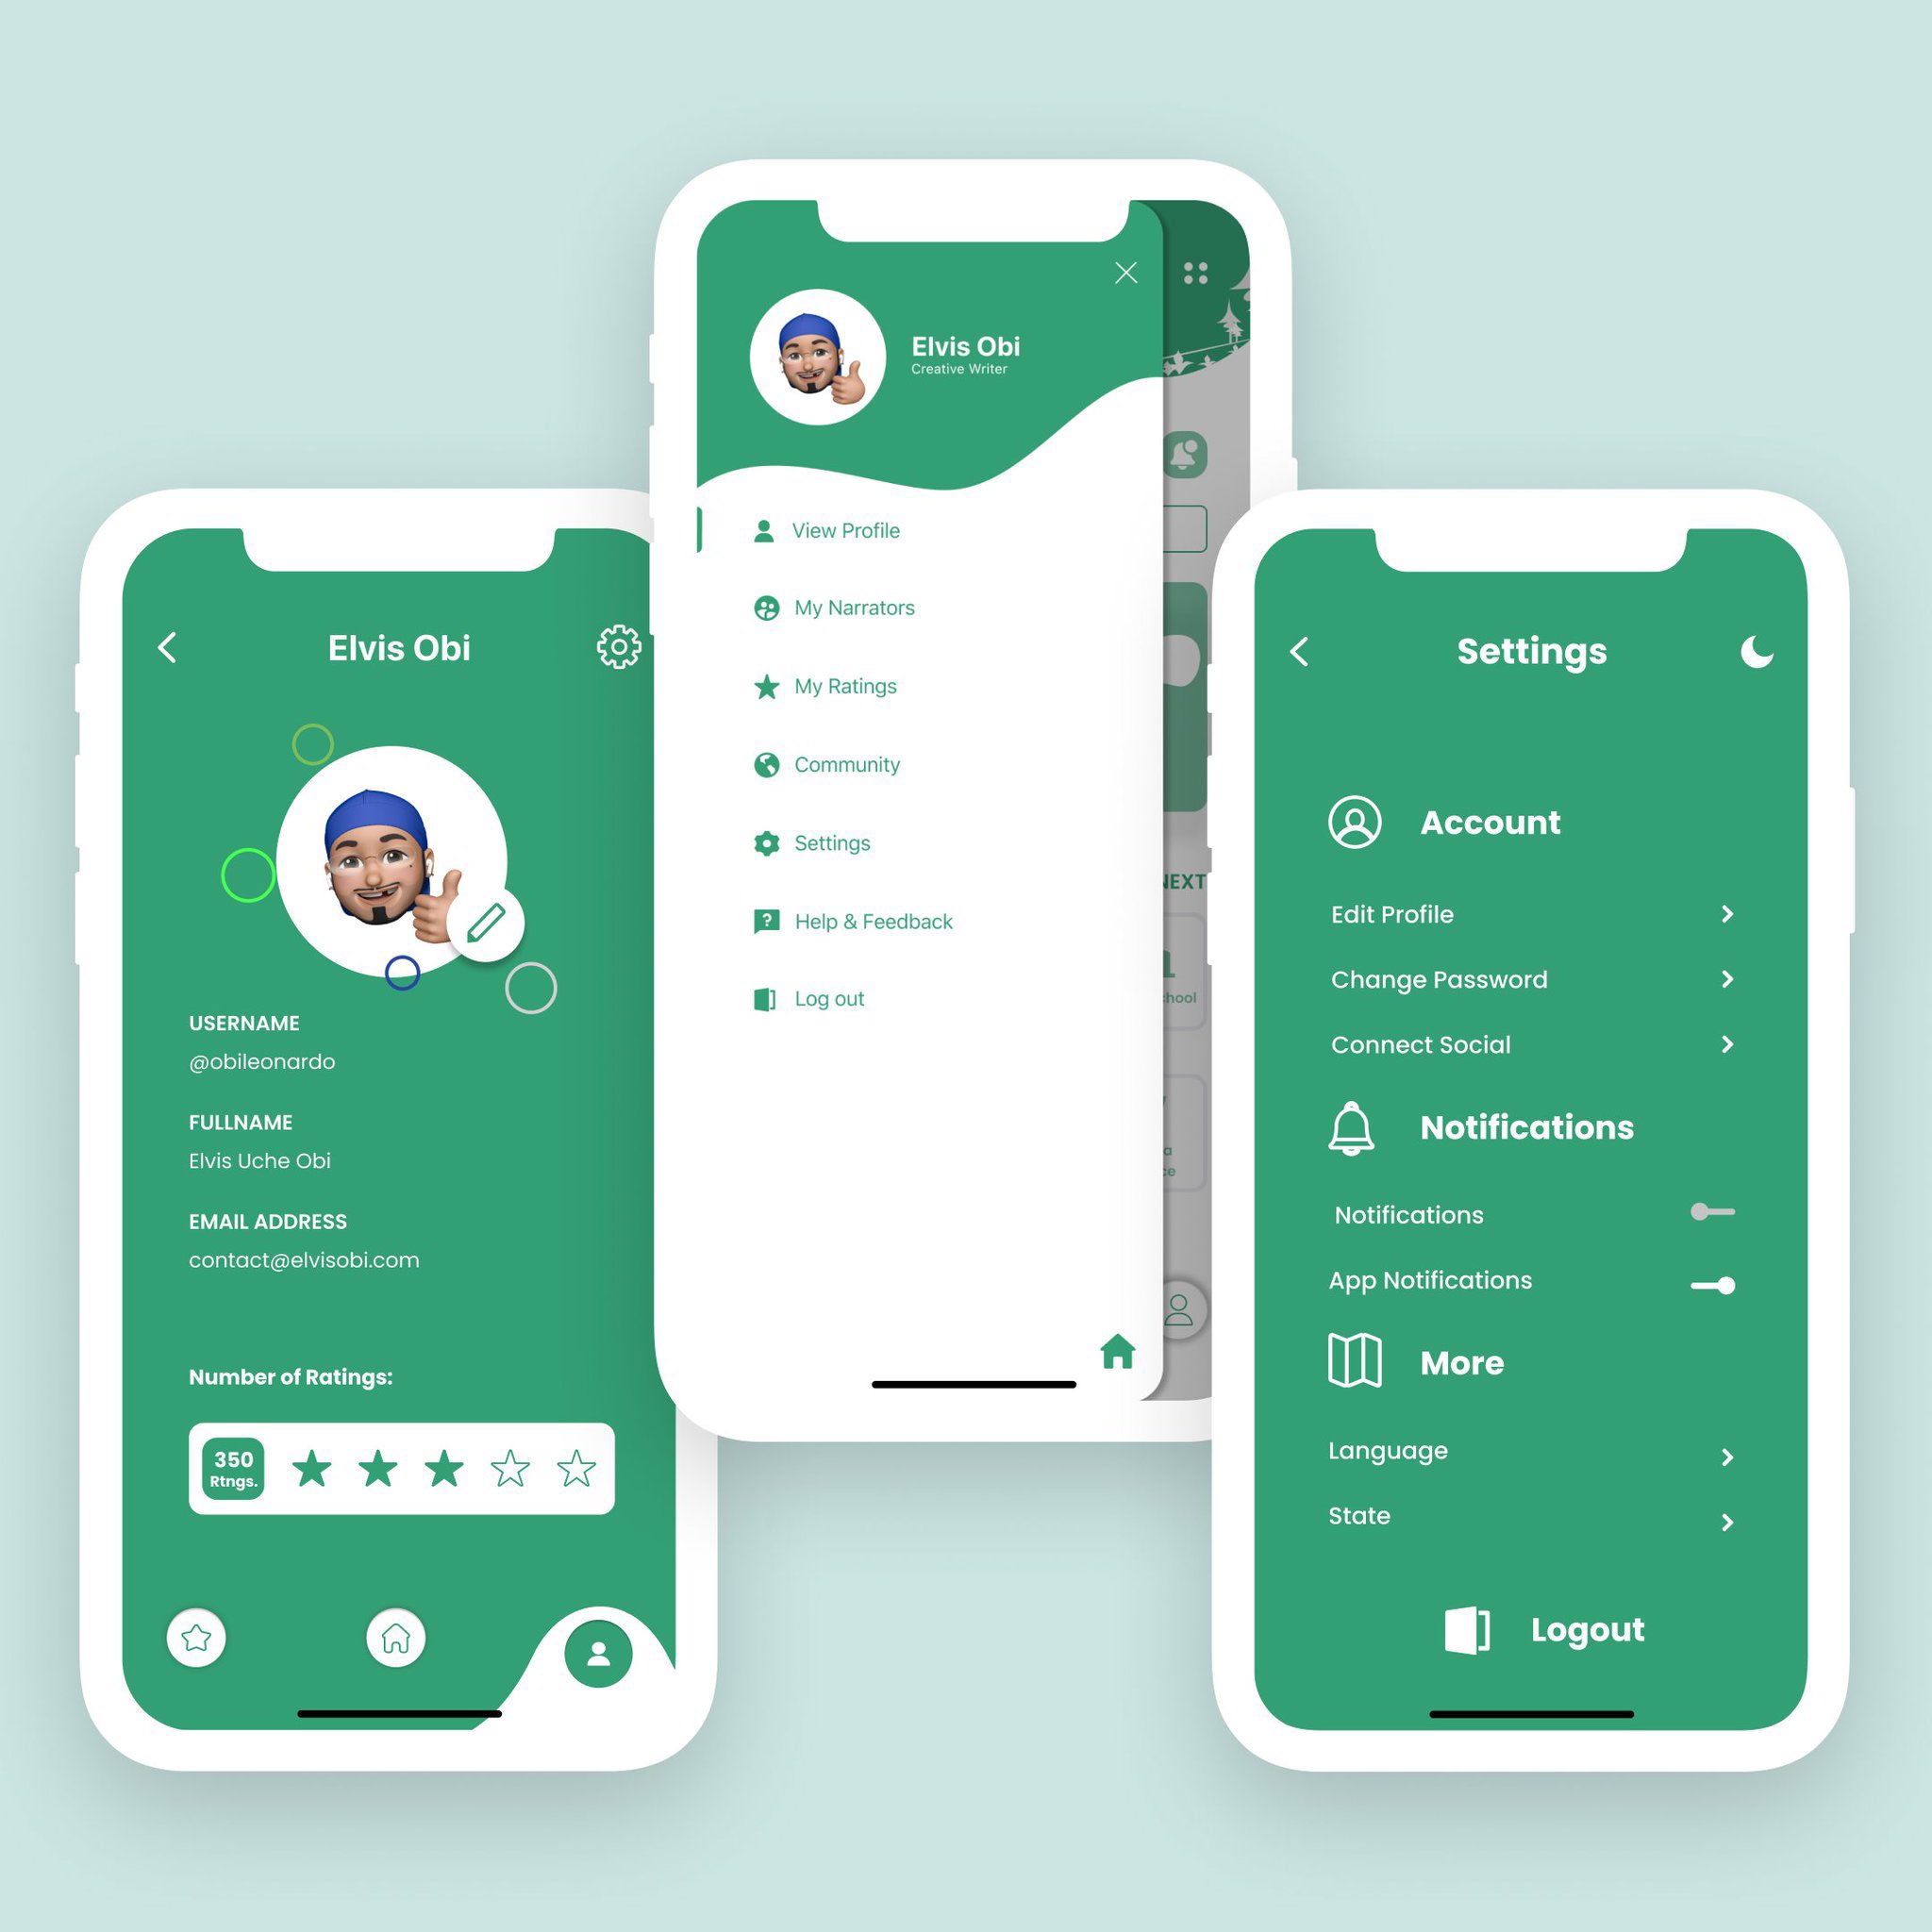 Elvis Obi
USERNAME
@obileonardo
FULLNAME
Elvis Uche Obi
EMAIL ADDRESS
contact@elvisobi.com
Number of Ratings:
350
Rtngs.
Elvis Obi
Creative Writer
View Profile
My Narrators
My Ratings
Community
Settings
Help & Feedback
Log out
NEXT
Settings
Account
Edit Profile
Change Password
Connect Social
Notifications
Notifications
App Notifications
More
Language
State
Logout